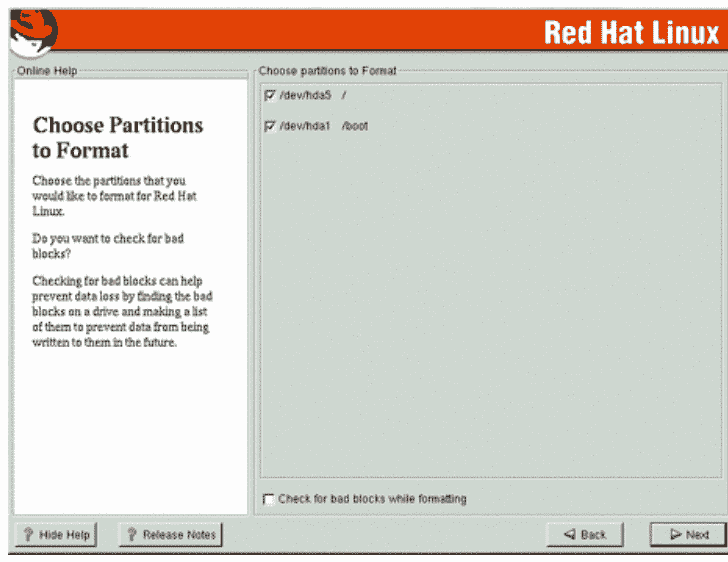 Red Hat Linux
Online Help
Choose Partitions
to Format
Choose the partitions that you
would like to format for Red Hat
Linux.
Do you want to check for bad
blocks?
Checking for bad blocks can help
prevent data loss by finding the bad
blocks on a drive and making a list
of them to prevent data from being
written to them in the future.
Choose partitions to Format
/dev/hda5 /
/dev/hda1 /boot
Check for bad blocks while formatting
? Hide Help
? Release Notes
Back
Next